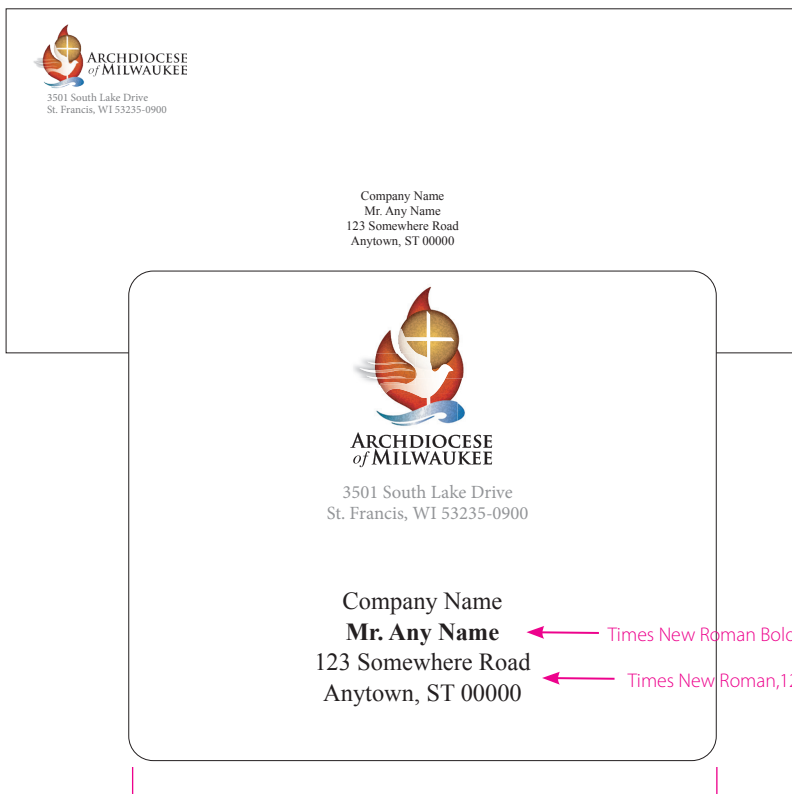 ARCHDIOCESE
of MILWAUKEE
3501 South Lake Drive
St. Francis, WI 53235-0900
Company Name
Mr. Any Name
123 Somewhere Road
Anytown, ST 00000
ARCHDIOCESE
of MILWAUKEE
3501 South Lake Drive
St. Francis, WI 53235-0900
Company Name
Mr. Any Name
Times New Roman Bold
123 Somewhere Road
Times New Roman,12
Anytown, ST 00000